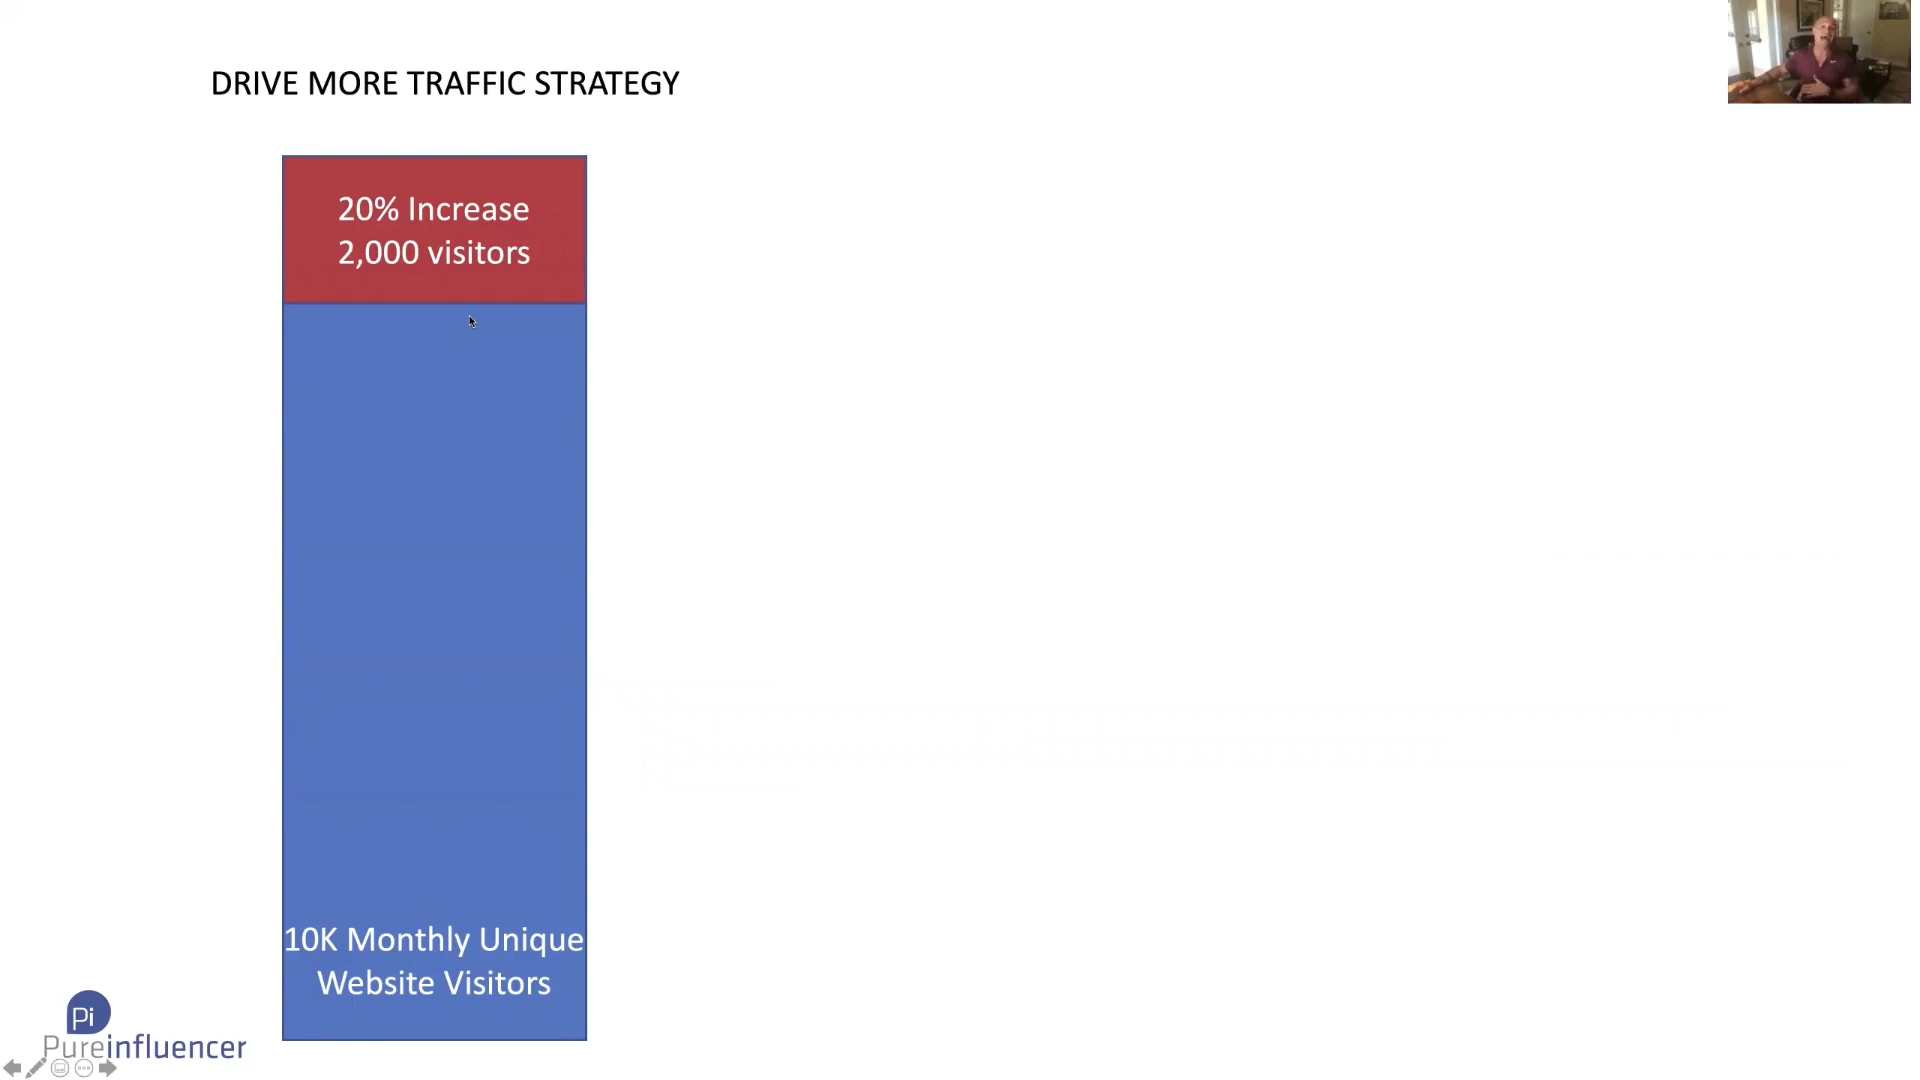 DRIVE MORE TRAFFIC STRATEGY
20% Increase
2,000 visitors
10K Monthly Unique
Website Visitors
Pi
Pureinfluencer